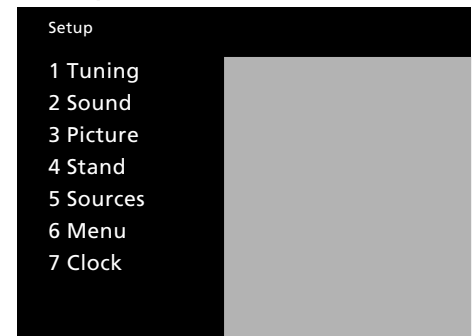 Setup
1 Tuning
2 Sound
3 Picture
4 Stand
5 Sources
6 Menu
7 Clock